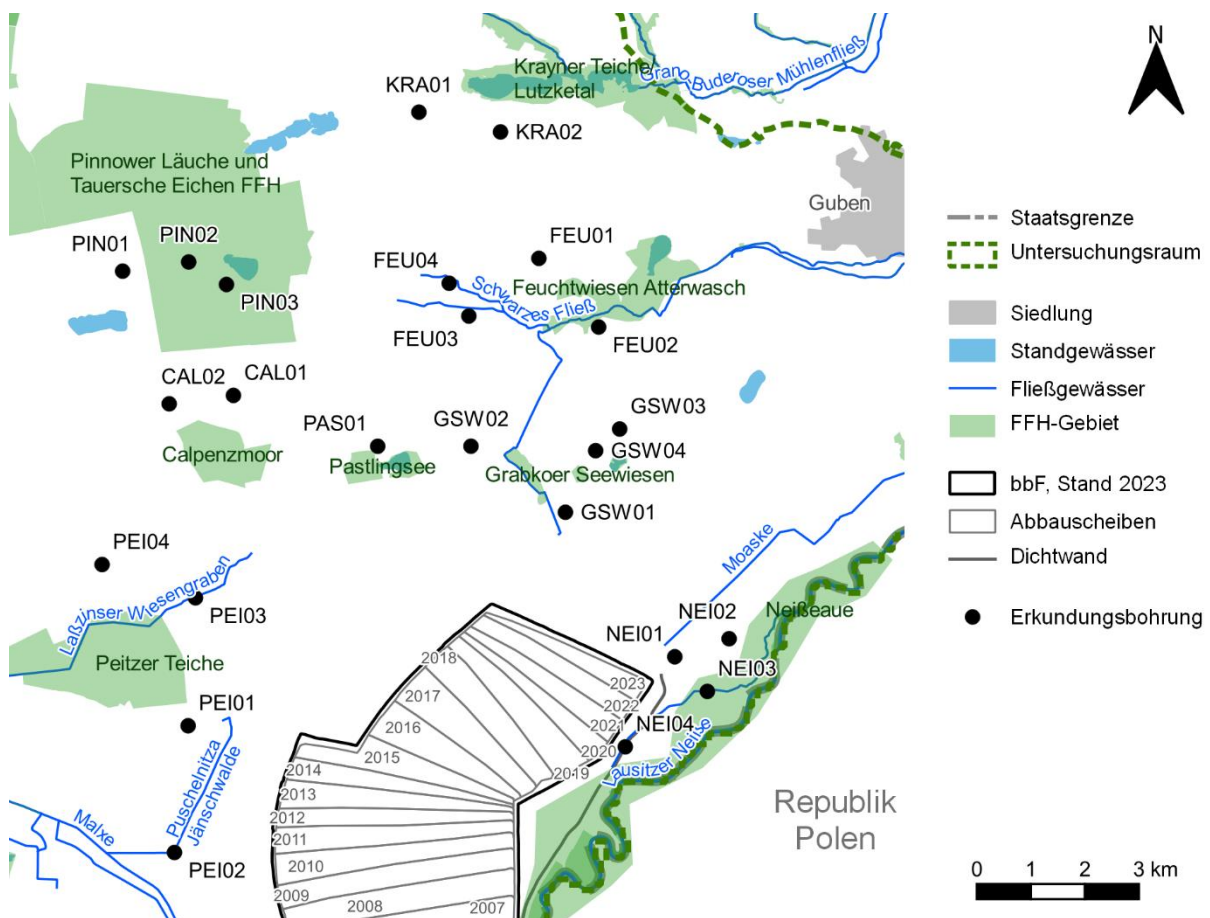 Krayner Teiche/
Lutzketal
Grano-Buderoser Mühlenfließ
KRA01
KRA02
Pinnower Läuche und
Tauersche Eichen FFH
Guben
PIN01
PIN02
PIN03
FEU01
FEU04
Schwarzes Fließ
Feuchtwiesen Atterwasch
FEU03
FEU02
CAL02
CAL01
Calpenzmoor
PAS01
Pastlingsee
GSW02
GSW03
GSW04
Grabkoer Seewiesen
GSW01
PEI04
Laßzinser Wiesengraben
PEI03
Peitzer Teiche
PEI01
Puschelnitza
Jänschwalde
Malxe
PEI02
Moaske
NEI01
NEI02
Neißeaue
NEI03
NEI04
Lausitzer Neiße
2023
2022
2021
2020
2019
2018
2017
2016
2015
2014
2013
2012
2011
2010
2009
2008
2007
Republik
Polen
N
Staatsgrenze
Untersuchungsraum
Siedlung
Standgewässer
Fließgewässer
FFH-Gebiet
bbF, Stand 2023
Abbauscheiben
Dichtwand
Erkundungsbohrung
0 1 2 3 km